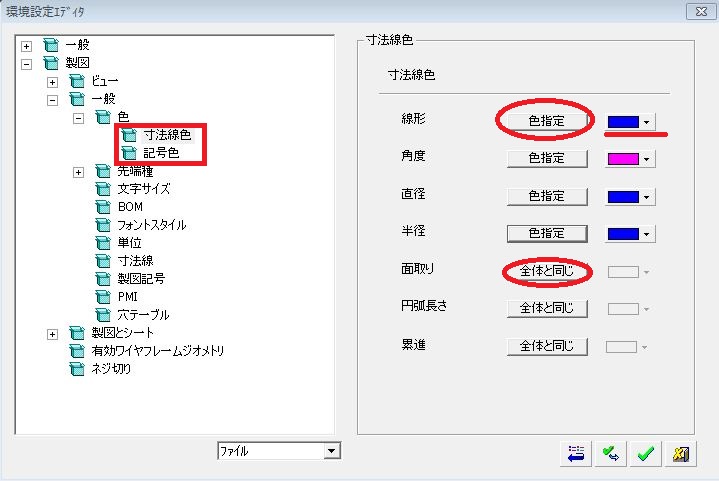 環境設定ｴﾃﾞｨﾀ
一般
製図
ビュー
一般
色
寸法線色
記号色
先端種
文字サイズ
BOM
フォントスタイル
単位
寸法線
製図記号
PMI
穴テーブル
製図とシート
有効ワイヤフレームジオメトリ
ネジ切り
ファイル
寸法線色
寸法線色
線形 色指定
角度 色指定
直径 色指定
半径 色指定
面取り 全体と同じ
円弧長さ 全体と同じ
累進 全体と同じ